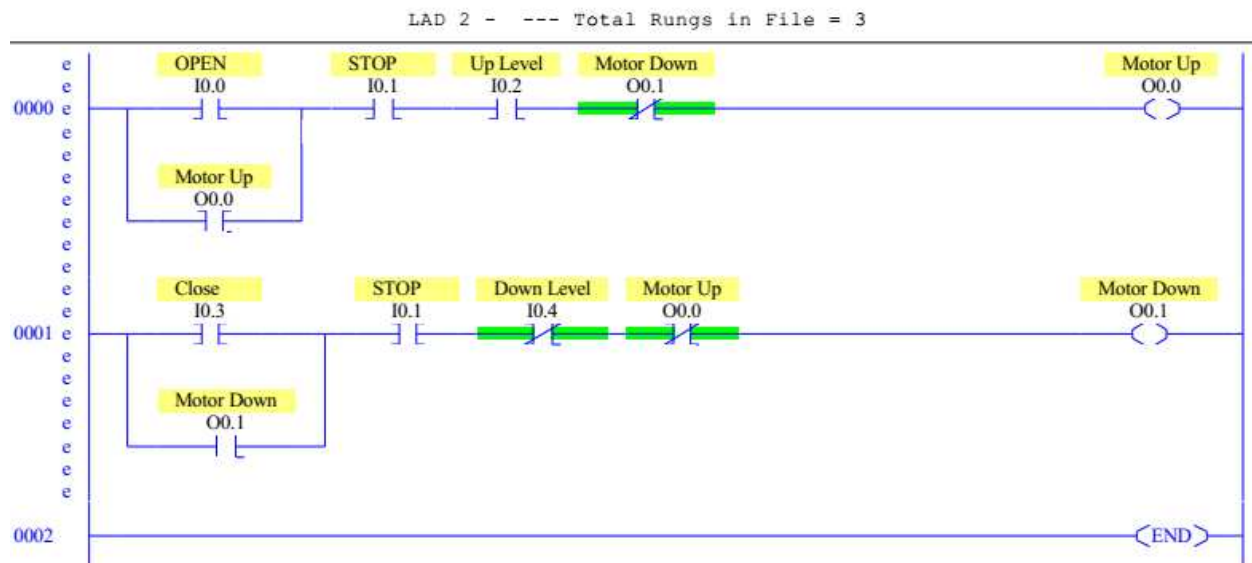 LAD 2 - --- Total Rungs in File = 3
e OPEN STOP Up Level Motor Down Motor Up
e I0.0 I0.1 I0.2 O0.1 O0.0
0000 e
e
e
e Motor Up
e O0.0
e
e
e
e Close STOP Down Level Motor Up Motor Down
e I0.3 I0.1 I0.4 O0.0 O0.1
0001 e
e
e
e Motor Down
e O0.1
e
e
e
0002 END